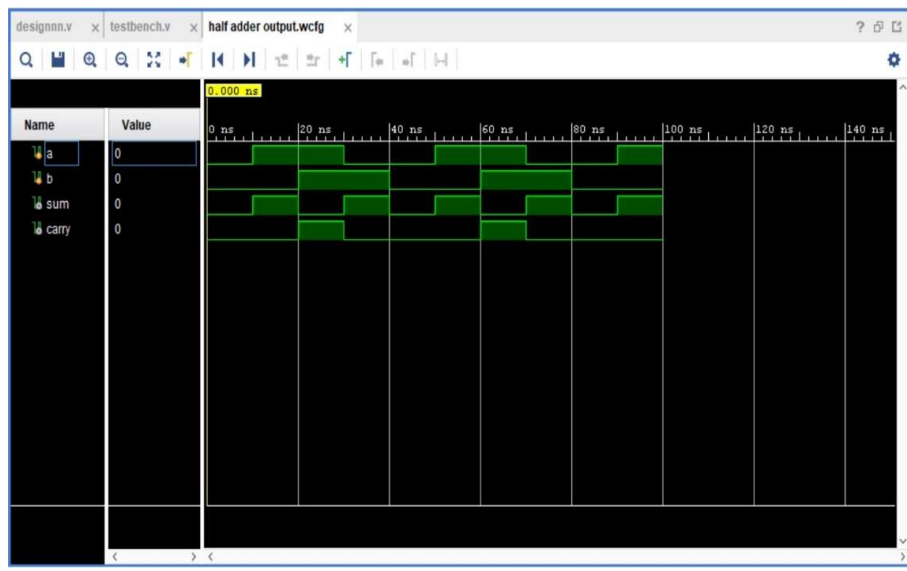 designnn.v × testbench.v × half adder output.wcfg × ?
0.000 ns
Name Value 0 ns 20 ns 40 ns 60 ns 80 ns 100 ns 120 ns 140 ns
a 0
b 0
sum 0
carry 0